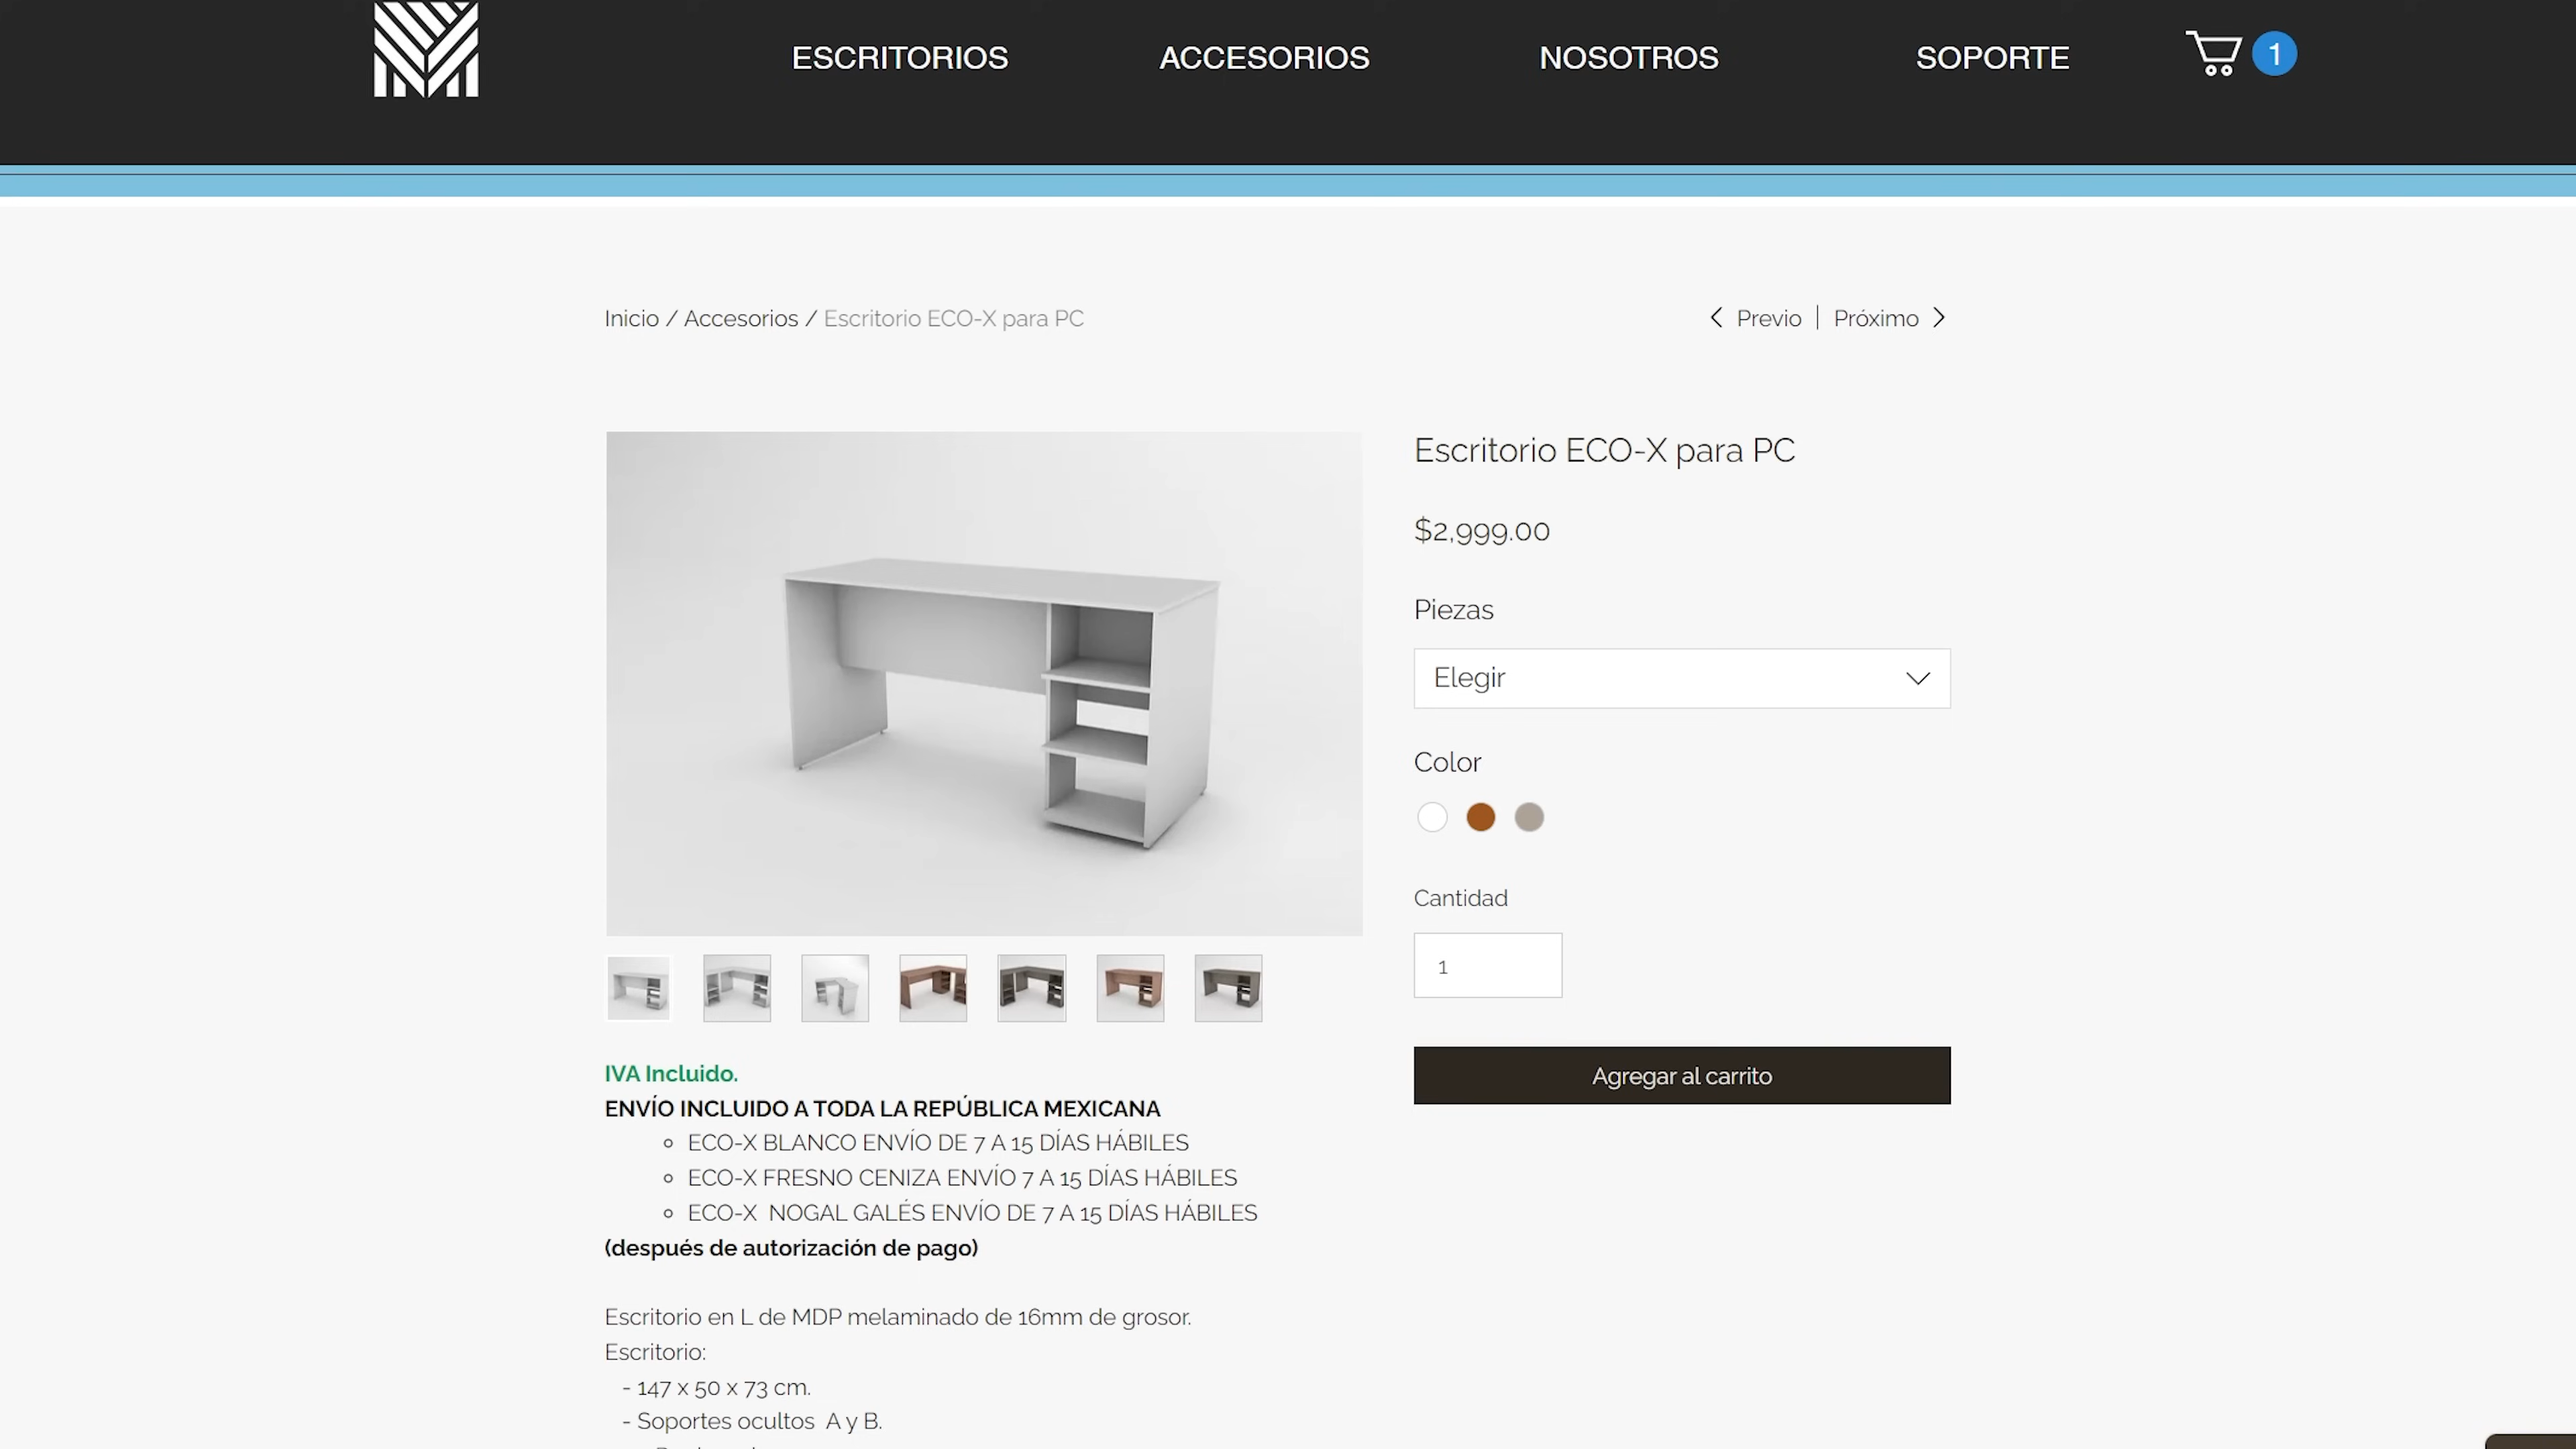 ESCRITORIOS
ACCESORIOS
NOSOTROS
SOPORTE
1
Inicio / Accesorios / Escritorio ECO-X para PC
Previo
Próximo
Escritorio ECO-X para PC
$2,999.00
Piezas
Elegir
Color
Cantidad
1
Agregar al carrito
IVA Incluido.
ENVÍO INCLUIDO A TODA LA REPÚBLICA MEXICANA
ECO-X BLANCO ENVÍO DE 7 A 15 DÍAS HÁBILES
ECO-X FRESNO CENIZA ENVÍO 7 A 15 DÍAS HÁBILES
ECO-X NOGAL GALÉS ENVÍO DE 7 A 15 DÍAS HÁBILES
(después de autorización de pago)
Escritorio en L de MDP melaminado de 16mm de grosor.
Escritorio:
- 147 x 50 x 73 cm.
- Soportes ocultos A y B.